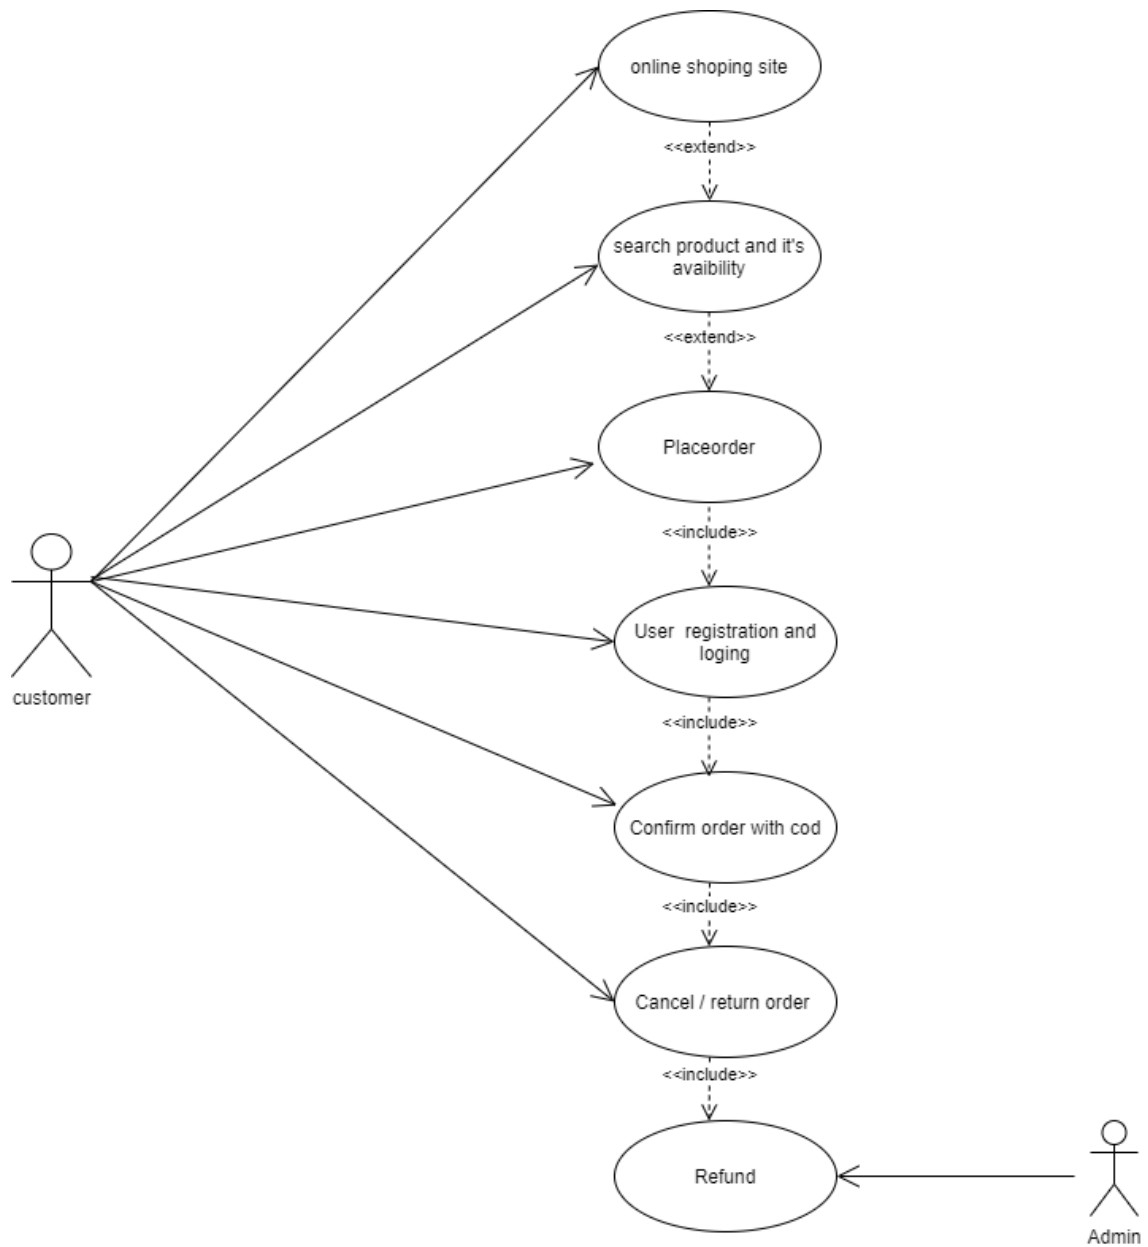 online shoping site
<<extend>>
search product and it's
avaibility
<<extend>>
Placeorder
<<include>>
User  registration and
loging
customer
<<include>>
Confirm order with cod
<<include>>
Cancel / return order
<<include>>
Refund
Admin